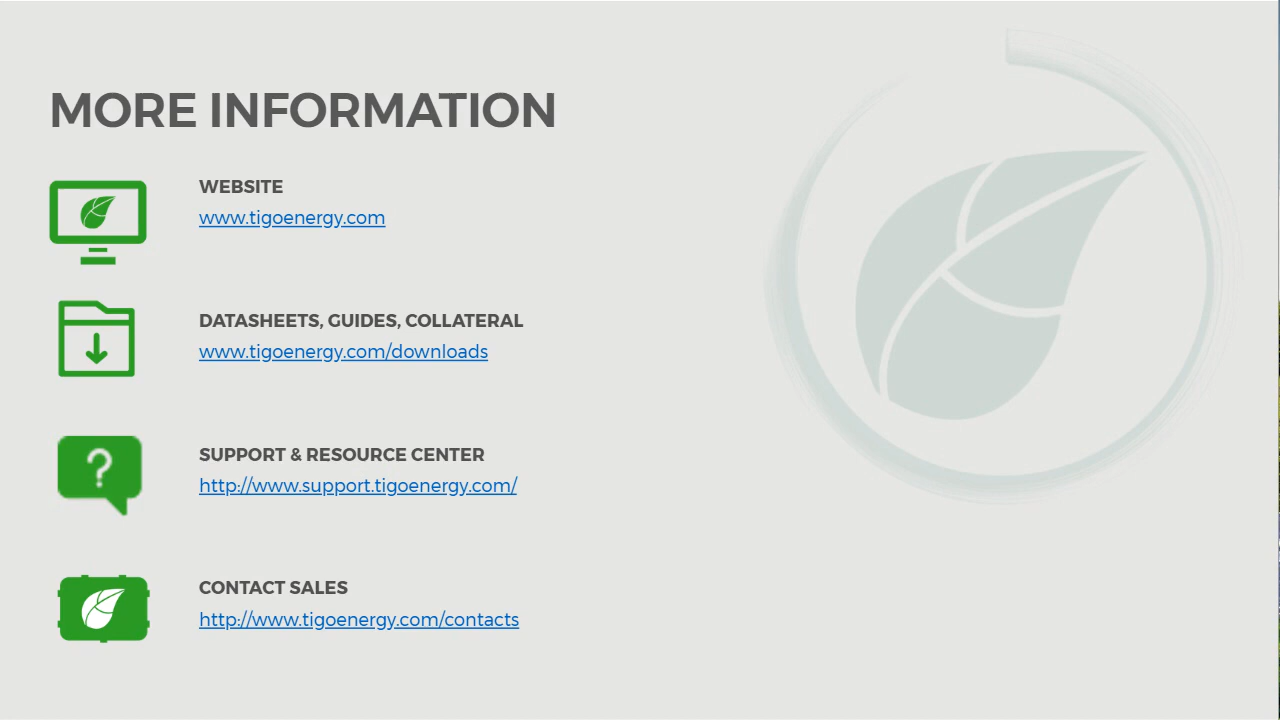 MORE INFORMATION
WEBSITE
www.tigoenergy.com
DATASHEETS, GUIDES, COLLATERAL
www.tigoenergy.com/downloads
SUPPORT & RESOURCE CENTER
http://www.support.tigoenergy.com/
CONTACT SALES
http://www.tigoenergy.com/contacts